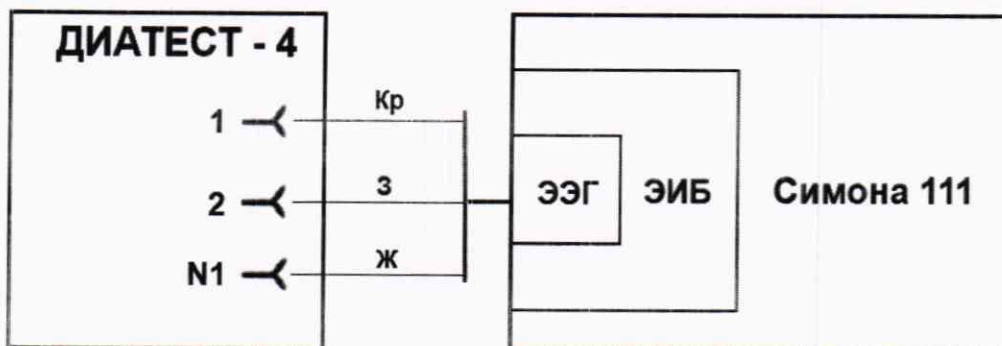 ДИАТЕСТ - 4
1
Кр
2
З
N1
Ж
ЭЭГ
ЭИБ
Симона 111